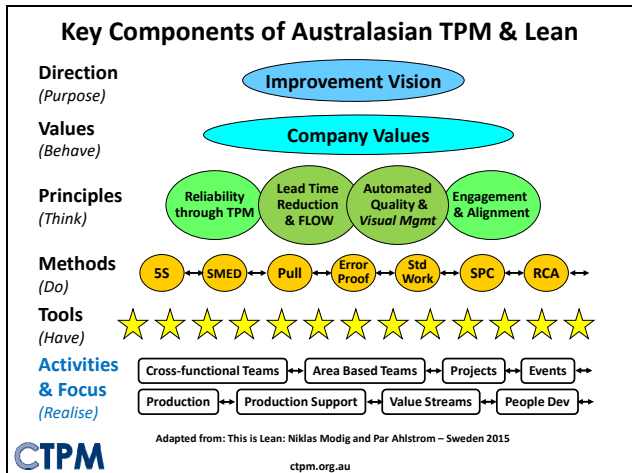 Key Components of Australasian TPM & Lean
Direction
(Purpose)
Improvement Vision
Values
(Behave)
Company Values
Principles
(Think)
Reliability
through TPM
Lead Time
Reduction
& FLOW
Automated
Quality &
Visual Mgmt
Engagement
& Alignment
Methods
(Do)
5S
SMED
Pull
Error
Proof
Std
Work
SPC
RCA
Tools
(Have)
Activities
& Focus
(Realise)
Cross-functional Teams
Area Based Teams
Projects
Events
Production
Production Support
Value Streams
People Dev
Adapted from: This is Lean: Niklas Modig and Par Ahlstrom – Sweden 2015
CTPM
ctpm.org.au